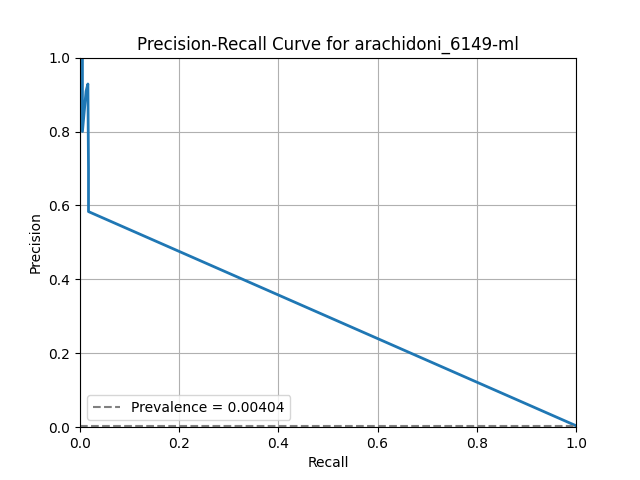 Precision-Recall Curve for arachidoni_6149-ml
1.0
0.8
0.6
0.4
0.2
0.0
Precision
Prevalence = 0.00404
0.0 0.2 0.4 0.6 0.8 1.0
Recall